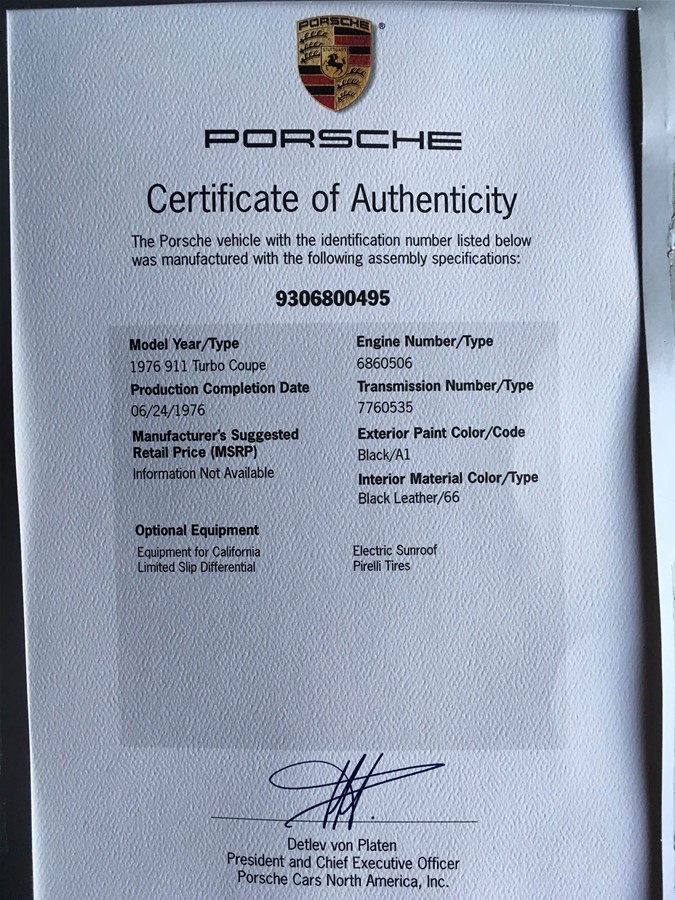 PORSCHE
STUTTGART
®
PORSCHE
Certificate of Authenticity
The Porsche vehicle with the identification number listed below
was manufactured with the following assembly specifications:
9306800495
Model Year/Type
1976 911 Turbo Coupe
Production Completion Date
06/24/1976
Manufacturer's Suggested
Retail Price (MSRP)
Information Not Available
Engine Number/Type
6860506
Transmission Number/Type
7760535
Exterior Paint Color/Code
Black/A1
Interior Material Color/Type
Black Leather/66
Optional Equipment
Equipment for California
Limited Slip Differential
Electric Sunroof
Pirelli Tires
Detlev von Platen
President and Chief Executive Officer
Porsche Cars North America, Inc.